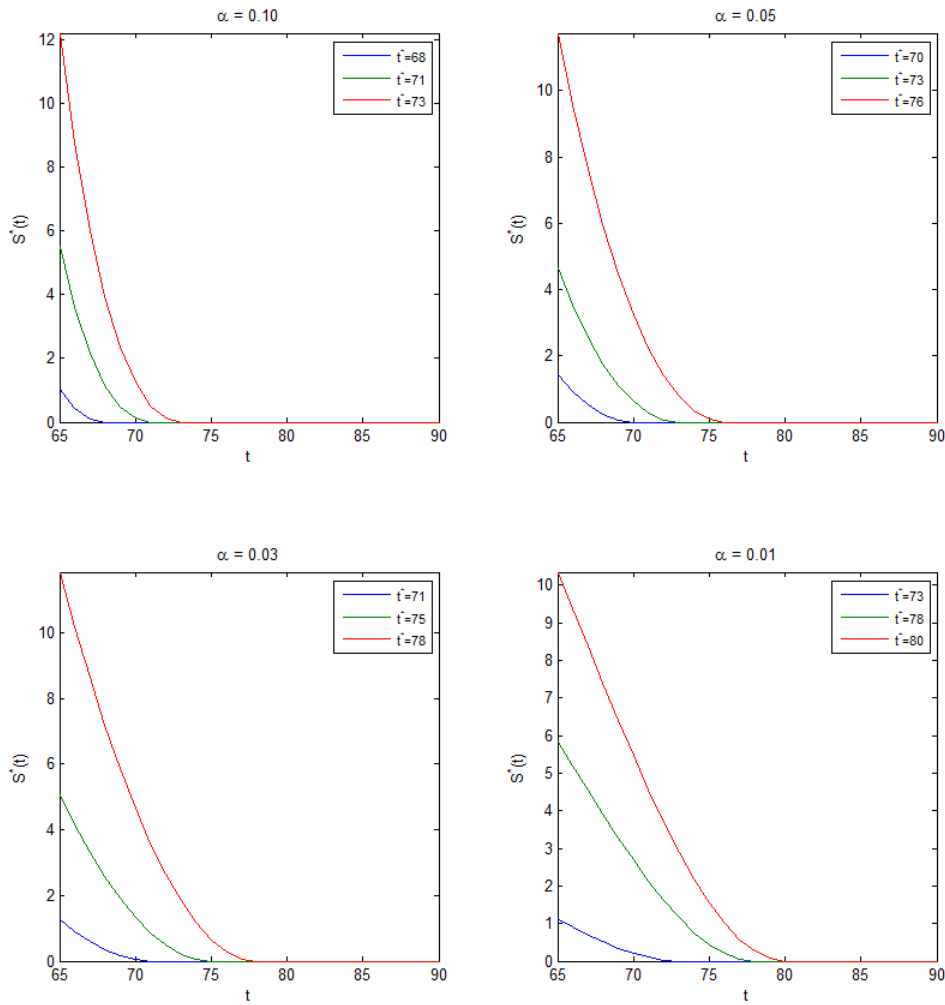 α = 0.10
12
10
8
6
4
2
0
S*(t)
65 70 75 80 85 90
t
t^=68
t^=71
t^=73
α = 0.05
10
8
6
4
2
0
S*(t)
65 70 75 80 85 90
t
t^=70
t^=73
t^=76
α = 0.03
10
8
6
4
2
0
S*(t)
65 70 75 80 85 90
t
t^=71
t^=75
t^=78
α = 0.01
10
9
8
7
6
5
4
3
2
1
0
S*(t)
65 70 75 80 85 90
t
t^=73
t^=78
t^=80